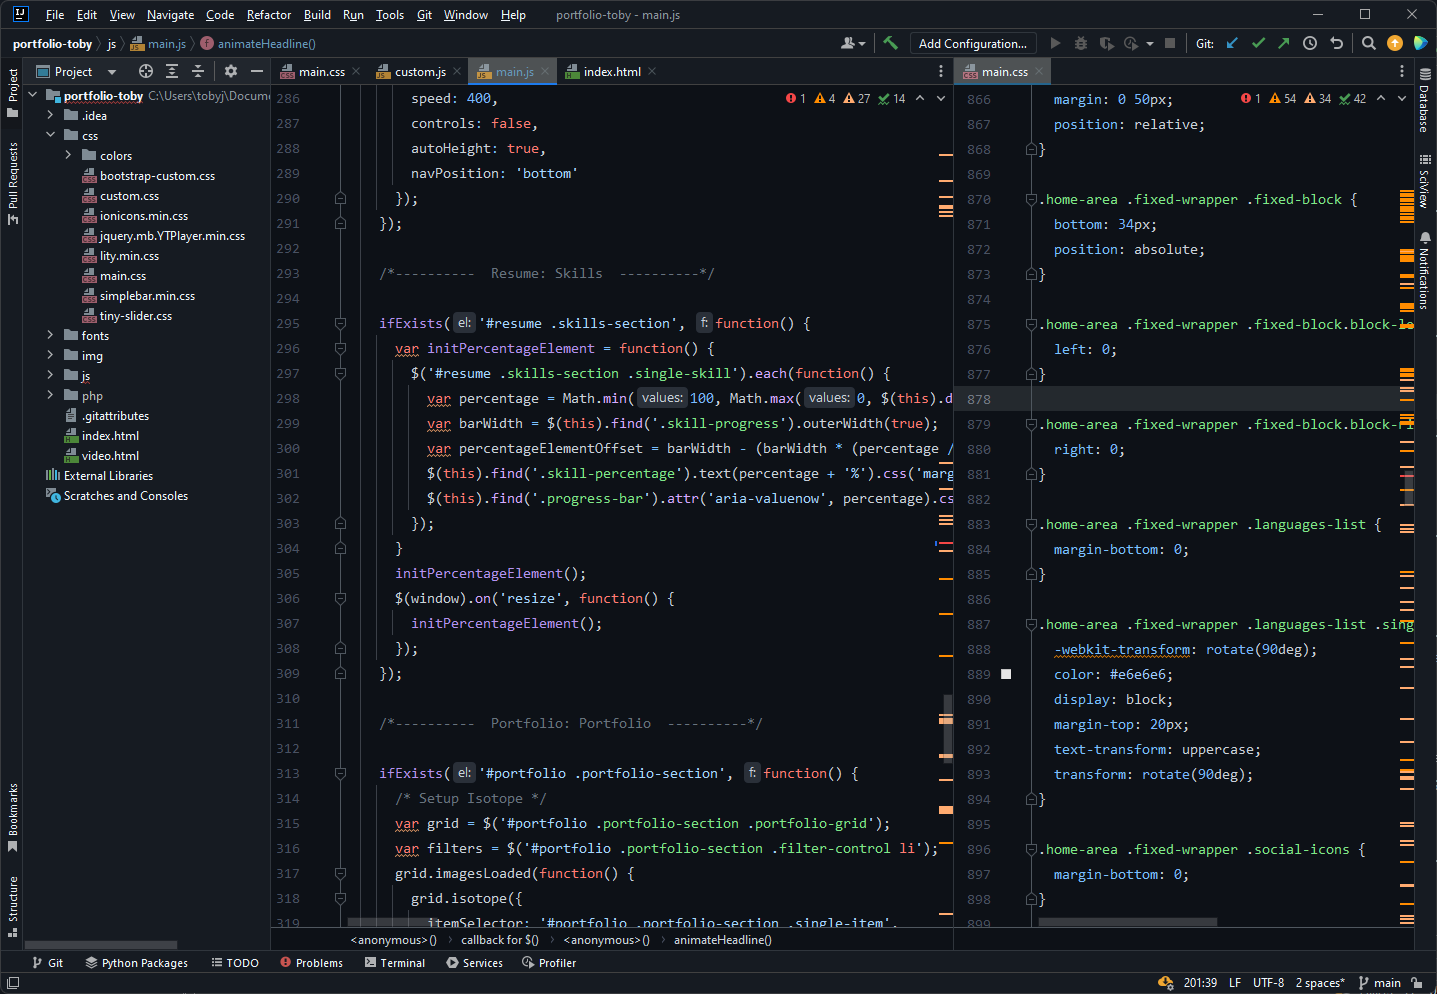 File Edit View Navigate Code Refactor Build Run Tools Git Window Help portfolio-toby - main.js
portfolio-toby js main.js animateHeadline() Add Configuration... Git:
Project main.css custom.js main.js index.html main.css
Project
Pull Requests
Bookmarks
Structure
portfolio-toby C:\Users\tobyj\Docume
.idea
css
colors
bootstrap-custom.css
custom.css
ionicons.min.css
jquery.mb.YTPlayer.min.css
lity.min.css
main.css
simplebar.min.css
tiny-slider.css
fonts
img
js
php
.gitattributes
index.html
video.html
External Libraries
Scratches and Consoles
1 4 27 14
286 speed: 400,
287 controls: false,
288 autoHeight: true,
289 navPosition: 'bottom'
290 });
291 });
292
293 /*---------- Resume: Skills ----------*/
294
295 ifExists( el: '#resume .skills-section', f: function() {
296 var initPercentageElement = function() {
297 $('#resume .skills-section .single-skill').each(function() {
298 var percentage = Math.min( values: 100, Math.max( values: 0, $(this).d
299 var barWidth = $(this).find('.skill-progress').outerWidth(true);
300 var percentageElementOffset = barWidth - (barWidth * (percentage /
301 $(this).find('.skill-percentage').text(percentage + '%').css('marg
302 $(this).find('.progress-bar').attr('aria-valuenow', percentage).cs
303 });
304 }
305 initPercentageElement();
306 $(window).on('resize', function() {
307 initPercentageElement();
308 });
309 });
310
311 /*---------- Portfolio: Portfolio ----------*/
312
313 ifExists( el: '#portfolio .portfolio-section', f: function() {
314 /* Setup Isotope */
315 var grid = $('#portfolio .portfolio-section .portfolio-grid');
316 var filters = $('#portfolio .portfolio-section .filter-control li');
317 grid.imagesLoaded(function() {
318 grid.isotope({
319 itemSelector: '#portfolio .portfolio-section .single-item',
1 54 34 42
866 margin: 0 50px;
867 position: relative;
868 }
869
870 .home-area .fixed-wrapper .fixed-block {
871 bottom: 34px;
872 position: absolute;
873 }
874
875 .home-area .fixed-wrapper .fixed-block.block-le
876 left: 0;
877 }
878
879 .home-area .fixed-wrapper .fixed-block.block-ri
880 right: 0;
881 }
882
883 .home-area .fixed-wrapper .languages-list {
884 margin-bottom: 0;
885 }
886
887 .home-area .fixed-wrapper .languages-list .sing
888 -webkit-transform: rotate(90deg);
889 color: #e6e6e6;
890 display: block;
891 margin-top: 20px;
892 text-transform: uppercase;
893 transform: rotate(90deg);
894 }
895
896 .home-area .fixed-wrapper .social-icons {
897 margin-bottom: 0;
898 }
899
Database
SciView
Notifications
<anonymous>() callback for $() <anonymous>() animateHeadline()
Git Python Packages TODO Problems Terminal Services Profiler
201:39 LF UTF-8 2 spaces* main